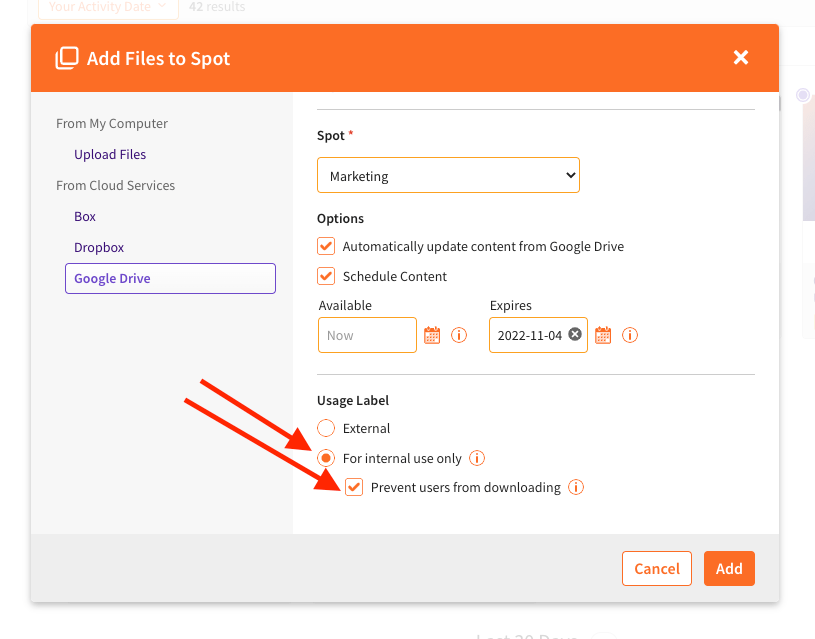 Your Activity Date 42 results
Add Files to Spot
From My Computer
Upload Files
From Cloud Services
Box
Dropbox
Google Drive
Spot *
Marketing
Options
Automatically update content from Google Drive
Schedule Content
Available Expires
Now 2022-11-04
Usage Label
External
For internal use only
Prevent users from downloading
Cancel Add
Last 30 Days